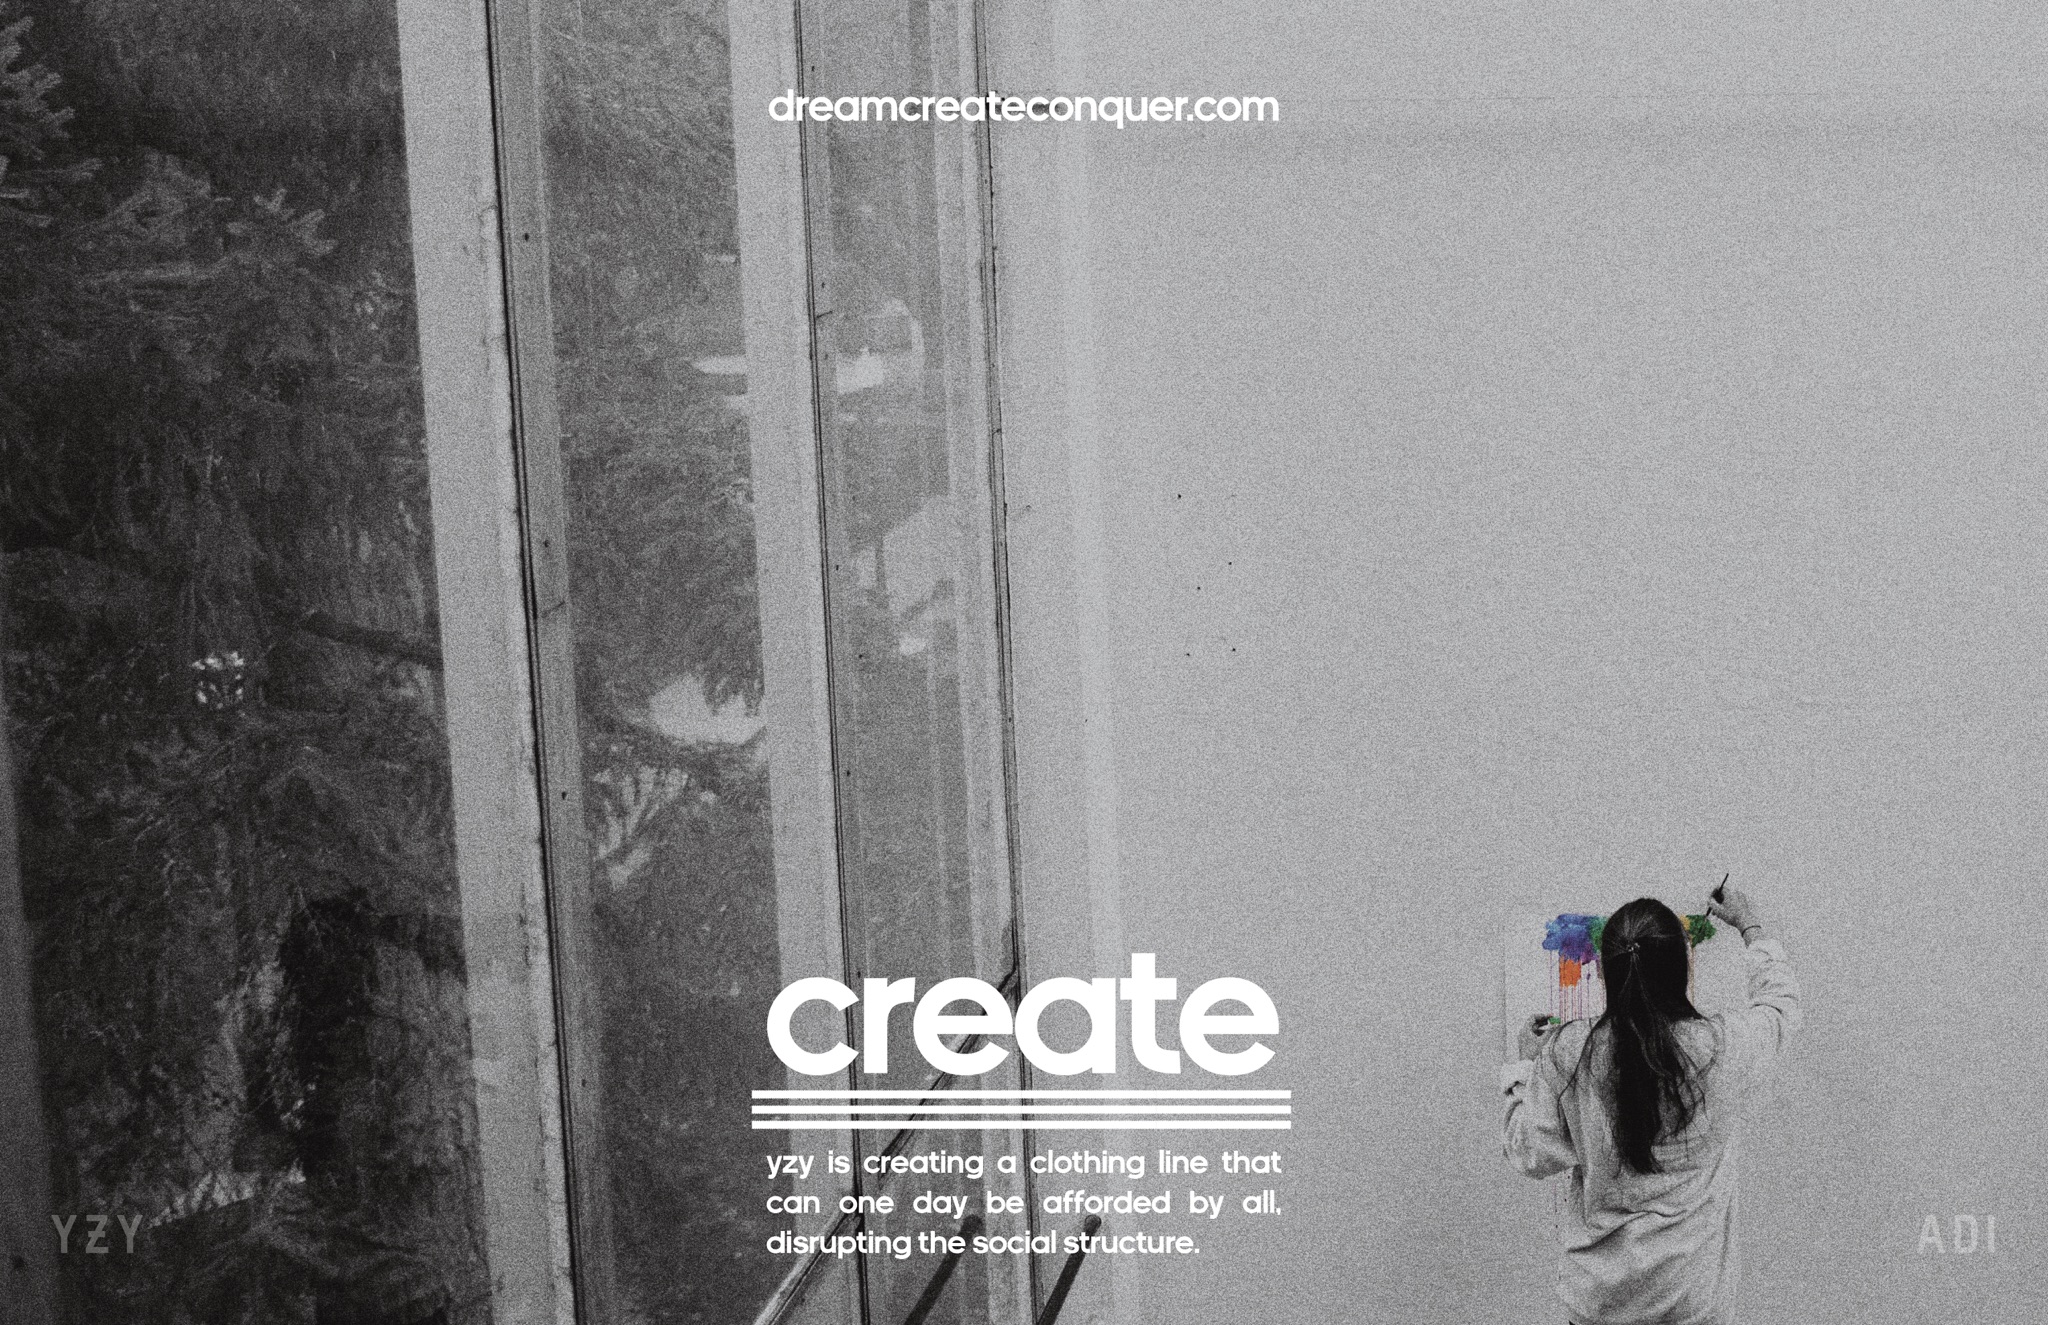 dreamcreateconquer.com
create
yzy is creating a clothing line that
can one day be afforded by all,
disrupting the social structure.
YZY
ADI